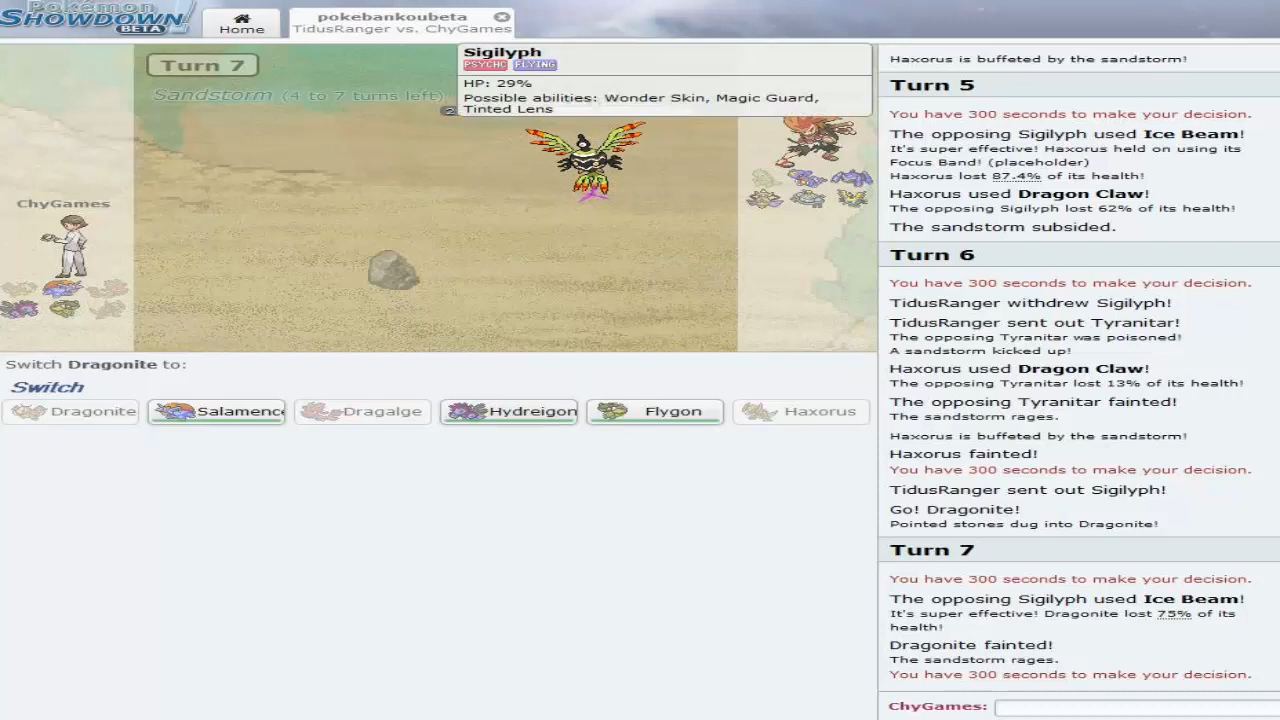 Pokémon
SHOWDOWN
BETA
Home
pokebankoubeta
TidusRanger vs. ChyGames
Turn 7
Sandstorm (4 to 7 turns left)
Sigilyph
PSYCHC FLYING
HP: 29%
Possible abilities: Wonder Skin, Magic Guard,
Tinted Lens
ChyGames
Switch Dragonite to:
Switch
Dragonite
Salamence
Dragalge
Hydreigon
Flygon
Haxorus
Haxorus is buffeted by the sandstorm!
Turn 5
You have 300 seconds to make your decision.
The opposing Sigilyph used Ice Beam!
It's super effective! Haxorus held on using its
Focus Band! (placeholder)
Haxorus lost 87.4% of its health!
Haxorus used Dragon Claw!
The opposing Sigilyph lost 62% of its health!
The sandstorm subsided.
Turn 6
You have 300 seconds to make your decision.
TidusRanger withdrew Sigilyph!
TidusRanger sent out Tyranitar!
The opposing Tyranitar was poisoned!
A sandstorm kicked up!
Haxorus used Dragon Claw!
The opposing Tyranitar lost 13% of its health!
The opposing Tyranitar fainted!
The sandstorm rages.
Haxorus is buffeted by the sandstorm!
Haxorus fainted!
You have 300 seconds to make your decision.
TidusRanger sent out Sigilyph!
Go! Dragonite!
Pointed stones dug into Dragonite!
Turn 7
You have 300 seconds to make your decision.
The opposing Sigilyph used Ice Beam!
It's super effective! Dragonite lost 75% of its
health!
Dragonite fainted!
The sandstorm rages.
You have 300 seconds to make your decision.
ChyGames: